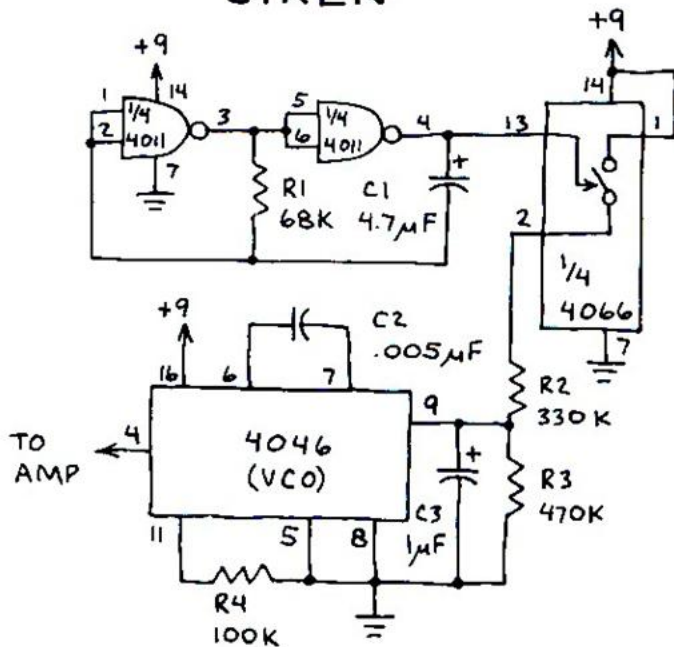 SIREN
+9
14
1
2
1/4
4011
3
7
5
6
1/4
4011
4
R1
68K
C1
+
4.7µF
13
+9
14
1
2
1/4
4066
7
+9
16
6
7
C2
.005µF
R2
330K
TO
AMP
4
4046
(VCO)
9
+
C3
1µF
R3
470K
11
5
8
R4
100K